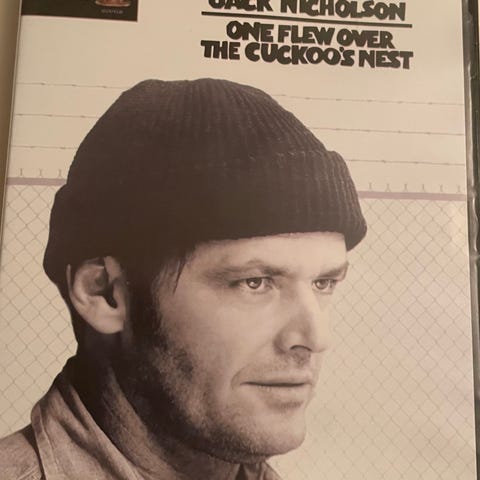 JACK NICHOLSON
ONE FLEW OVER
THE CUCKOO'S NEST